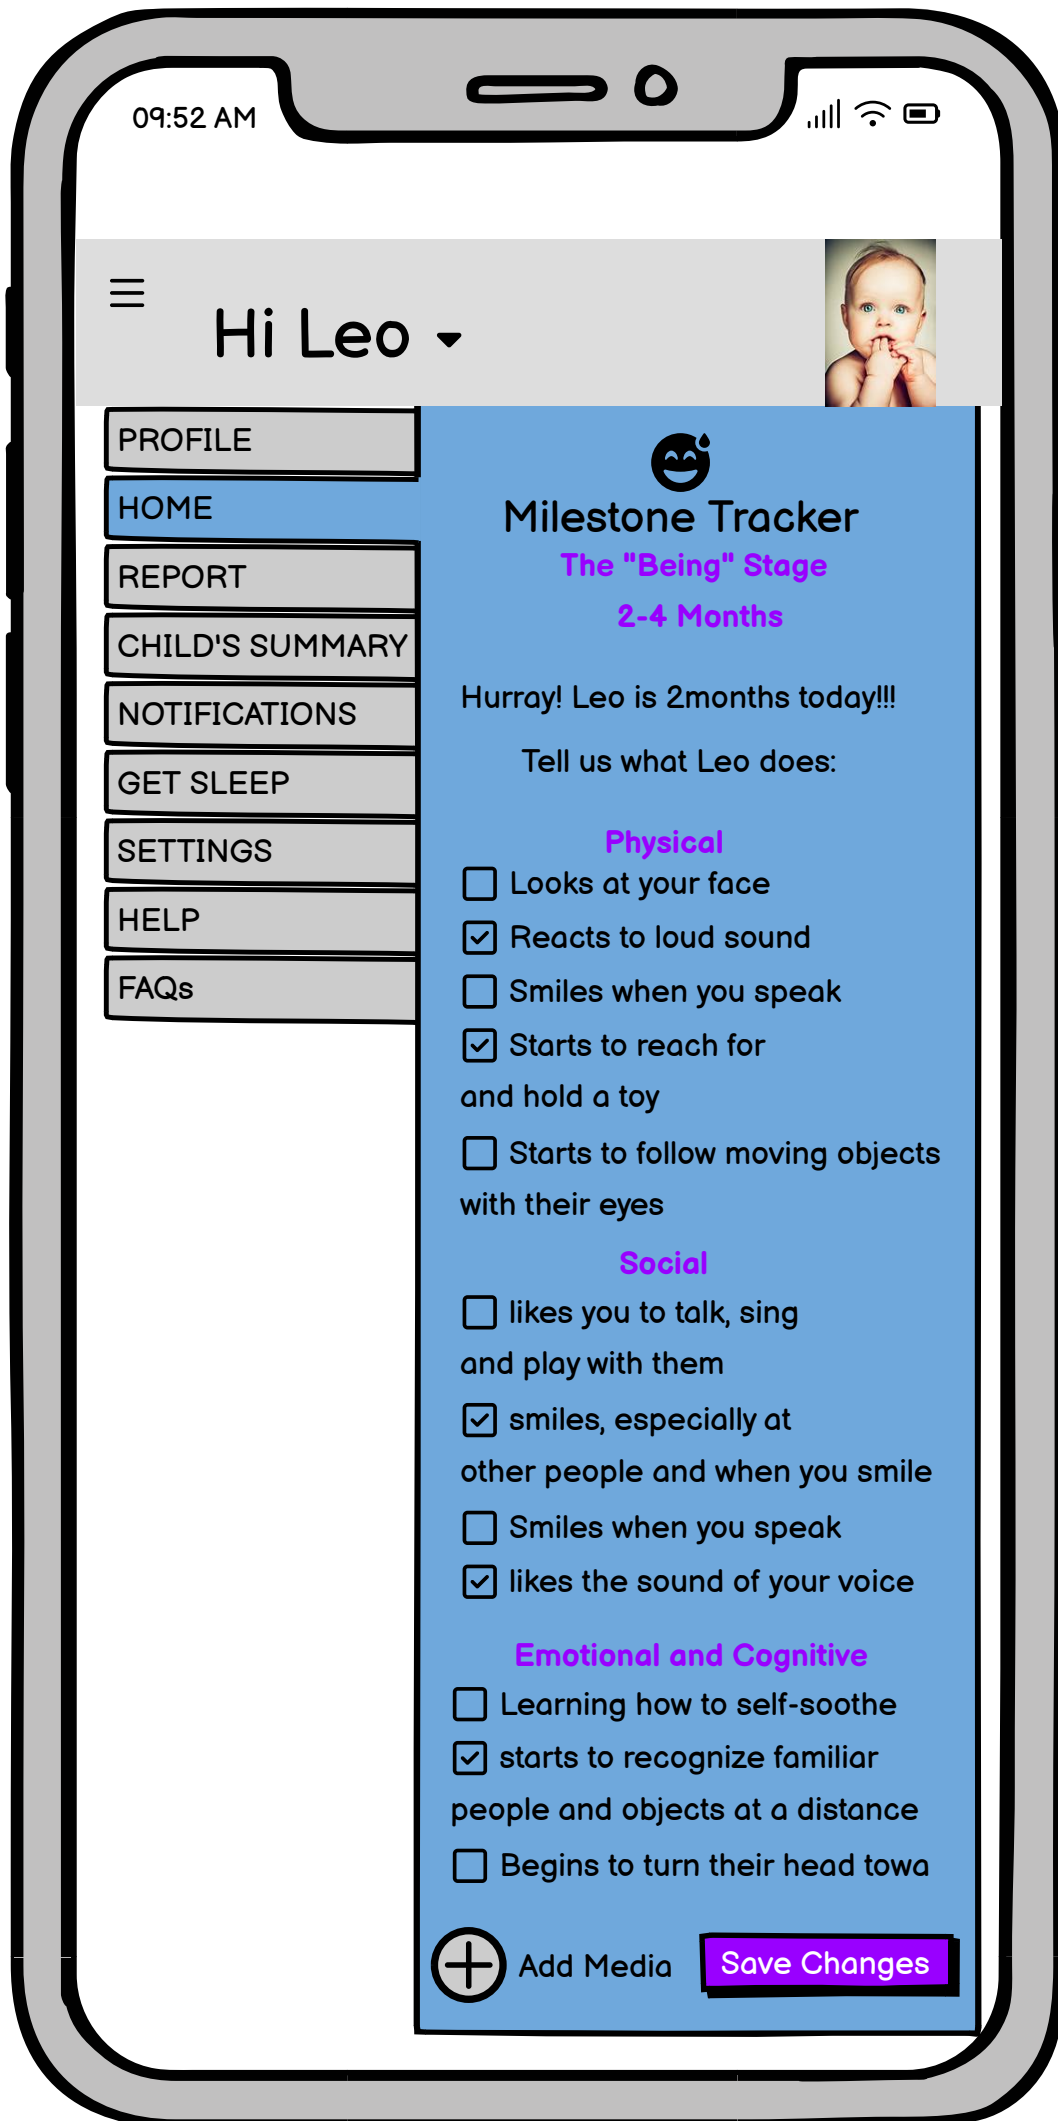 09:52 AM
Hi Leo
PROFILE
HOME
REPORT
CHILD'S SUMMARY
NOTIFICATIONS
GET SLEEP
SETTINGS
HELP
FAQs
Milestone Tracker
The "Being" Stage
2-4 Months
Hurray! Leo is 2months today!!!
Tell us what Leo does:
Physical
Looks at your face
Reacts to loud sound
Smiles when you speak
Starts to reach for
and hold a toy
Starts to follow moving objects
with their eyes
Social
likes you to talk, sing
and play with them
smiles, especially at
other people and when you smile
Smiles when you speak
likes the sound of your voice
Emotional and Cognitive
Learning how to self-soothe
starts to recognize familiar
people and objects at a distance
Begins to turn their head towa
Add Media
Save Changes